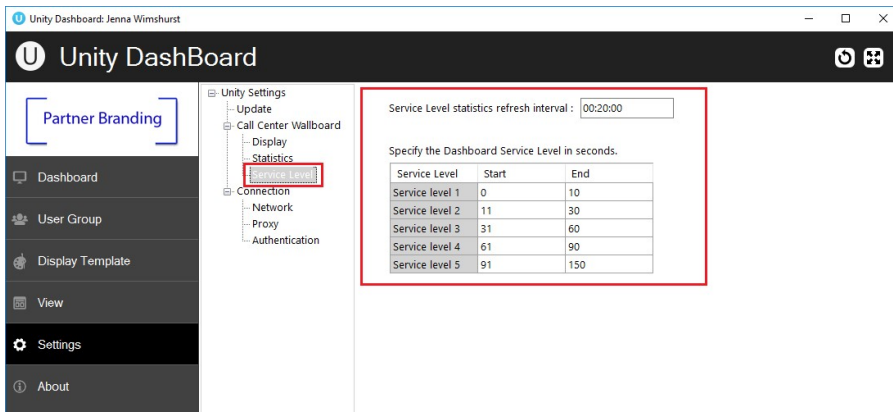 Unity Dashboard: Jenna Wimshurst
Unity DashBoard
Partner Branding
Dashboard
User Group
Display Template
View
Settings
About
Unity Settings
Update
Call Center Wallboard
Display
Statistics
Service Level
Connection
Network
Proxy
Authentication
Service Level statistics refresh interval : 00:20:00
Specify the Dashboard Service Level in seconds.
Service Level Start End
Service level 1 0 10
Service level 2 11 30
Service level 3 31 60
Service level 4 61 90
Service level 5 91 150